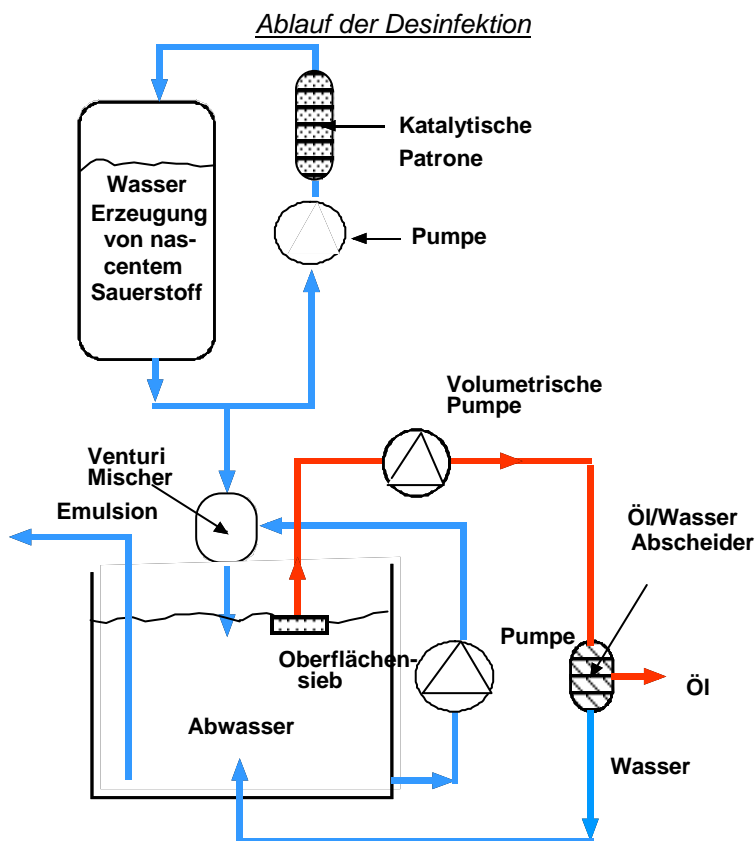 Ablauf der Desinfektion
Katalytische
Patrone
Wasser
Erzeugung
von nas-
centem
Sauerstoff
Pumpe
Volumetrische
Pumpe
Venturi
Mischer
Emulsion
Öl/Wasser
Abscheider
Pumpe
Oberflächen-
sieb
Öl
Abwasser
Wasser